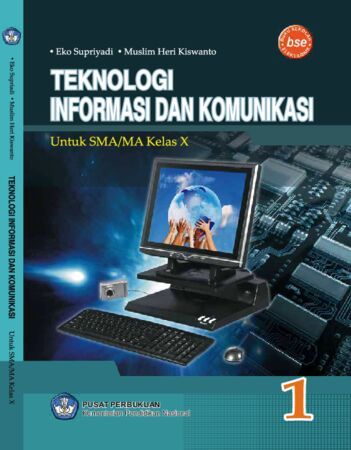 • Eko Supriyadi  • Muslim Heri Kiswanto
TEKNOLOGI INFORMASI DAN KOMUNIKASI
Untuk SMA/MA Kelas X
• Eko Supriyadi • Muslim Heri Kiswanto
bse
TEKNOLOGI
INFORMASI DAN KOMUNIKASI
Untuk SMA/MA Kelas X
PUSAT PERBUKUAN
Kementerian Pendidikan Nasional
1